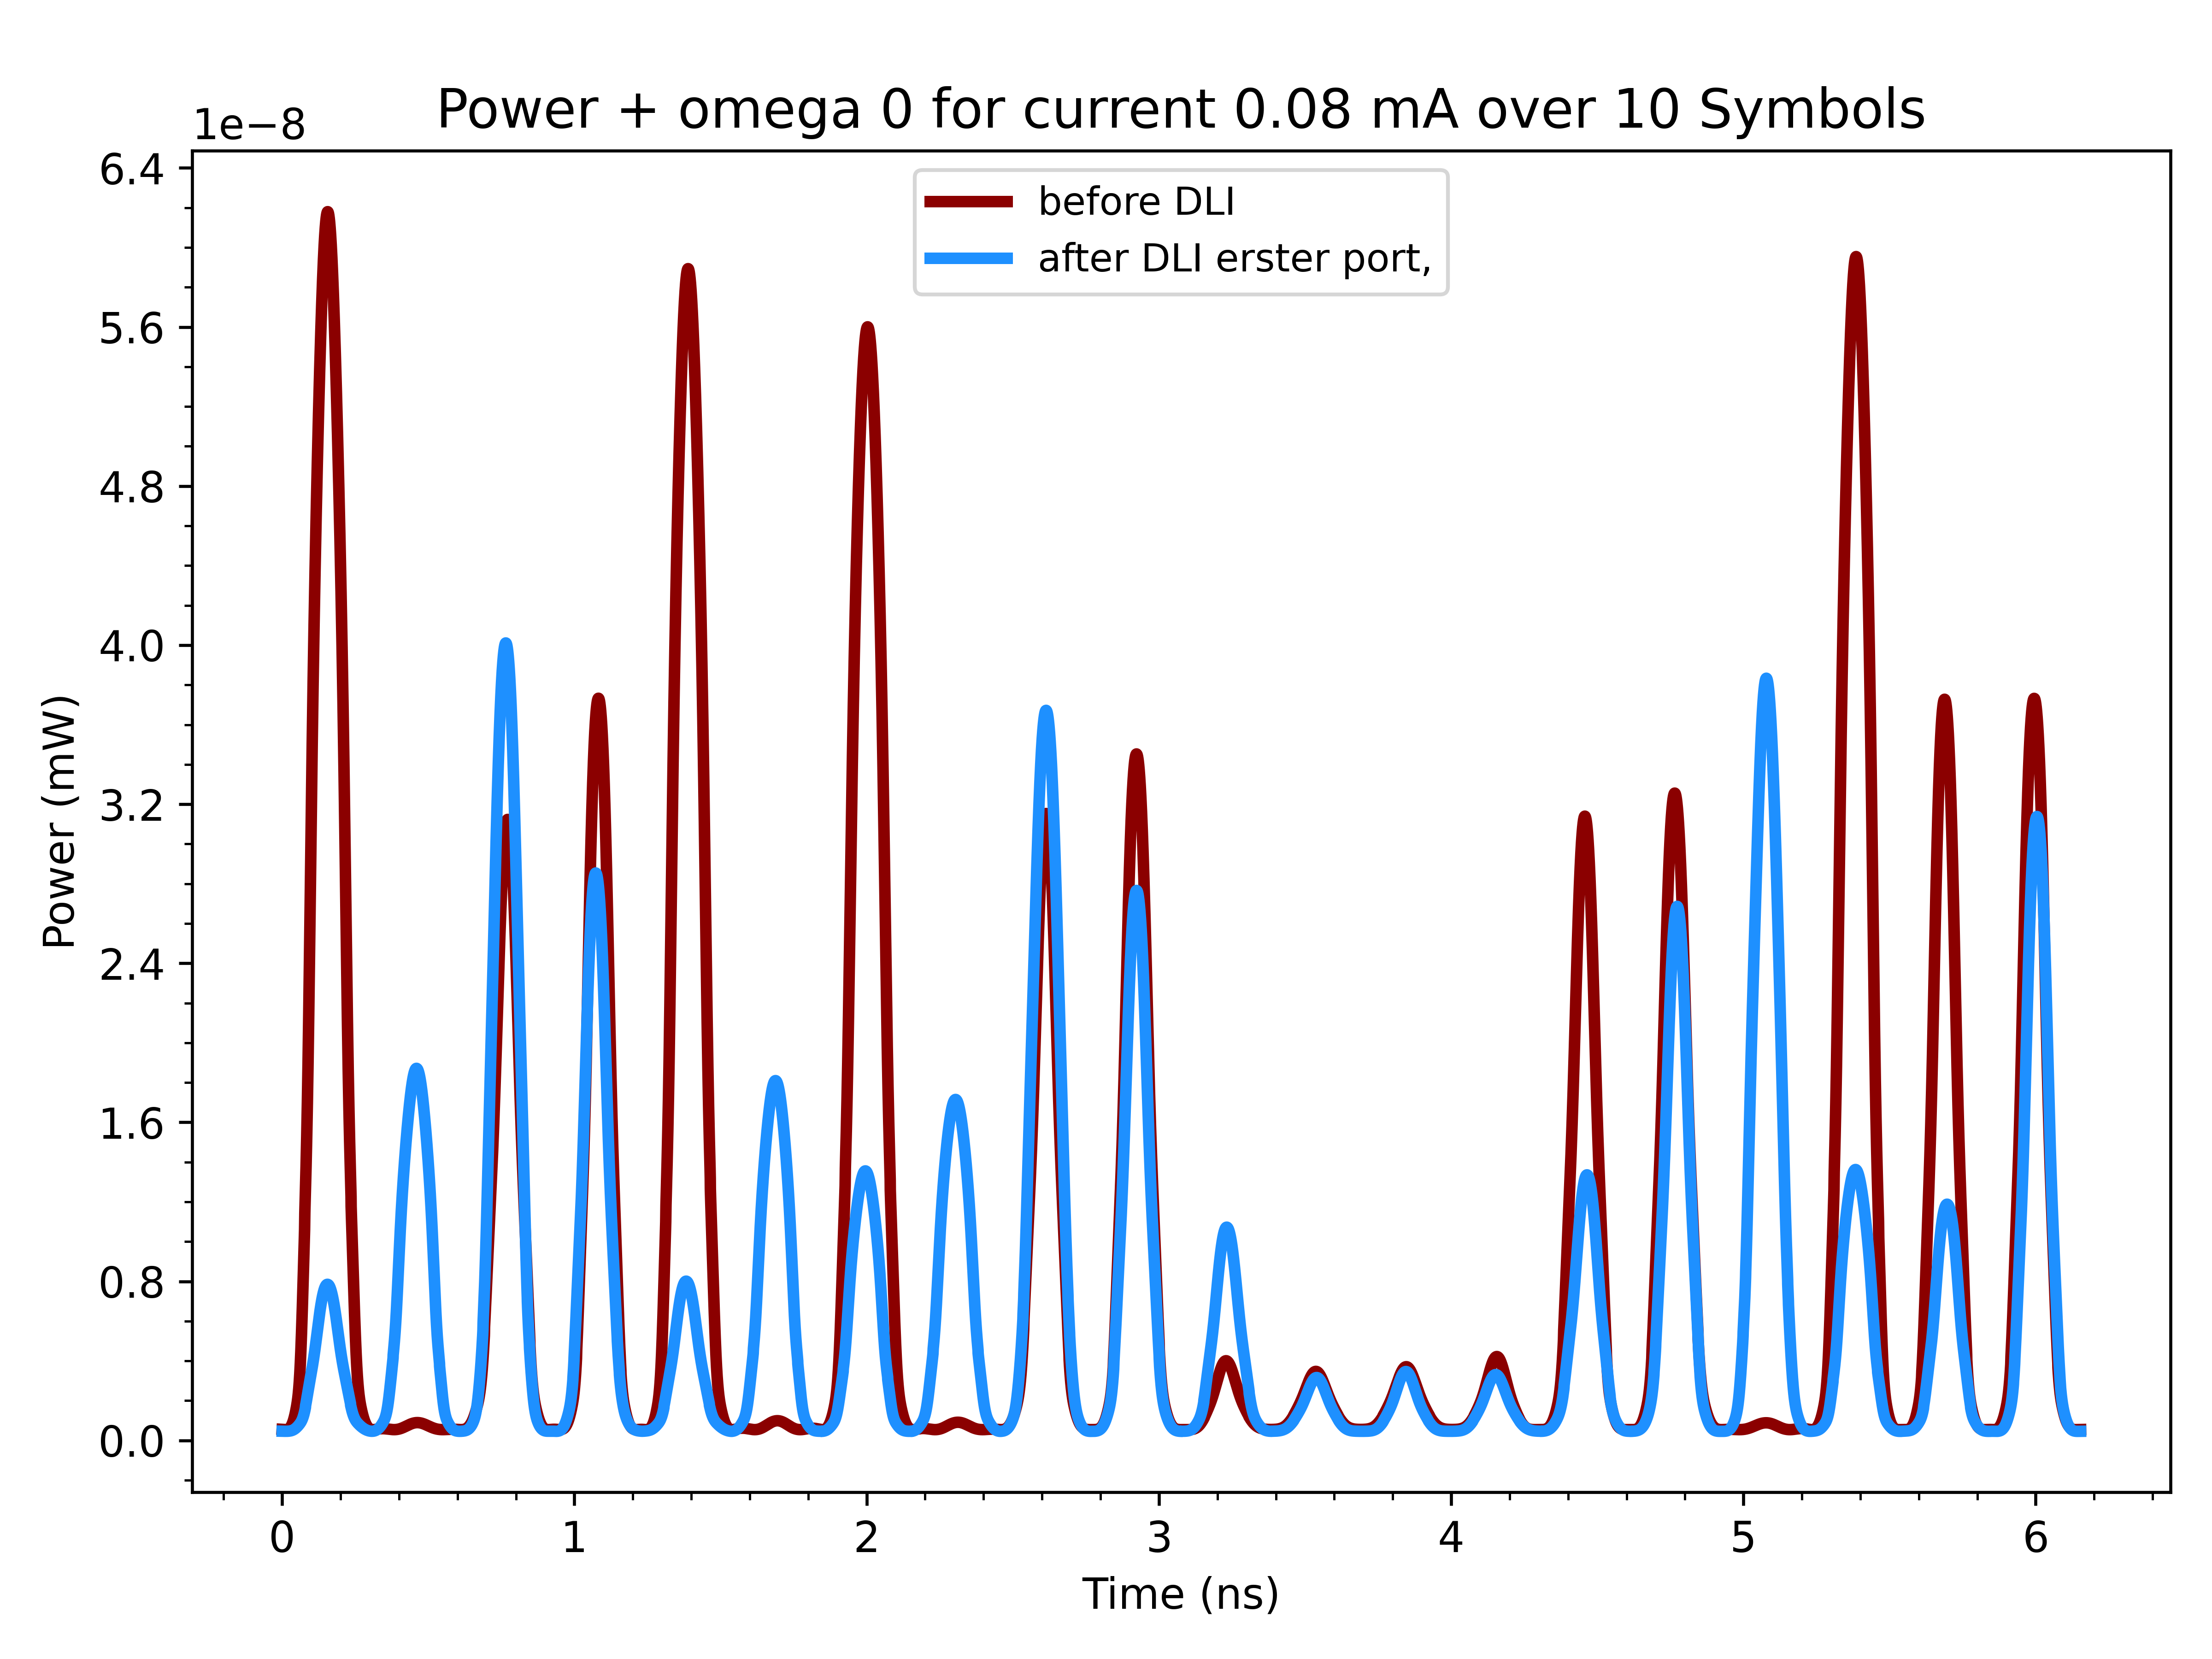 Power + omega 0 for current 0.08 mA over 10 Symbols
1e−8
before DLI
after DLI erster port,
6.4
5.6
4.8
4.0
3.2
2.4
1.6
0.8
0.0
Power (mW)
0 1 2 3 4 5 6
Time (ns)